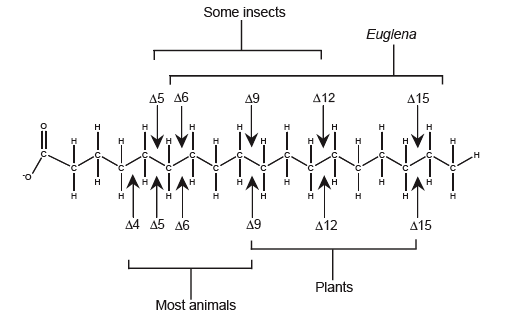 Some insects
Euglena
Δ5 Δ6 Δ9 Δ12 Δ15
O
H H H H H H H H H H H H H H H H H
C C C C C C C C C C C C C C C C C C H
-O
H H H H H H H H H H H H H H H H H
Δ4 Δ5 Δ6 Δ9 Δ12 Δ15
Plants
Most animals